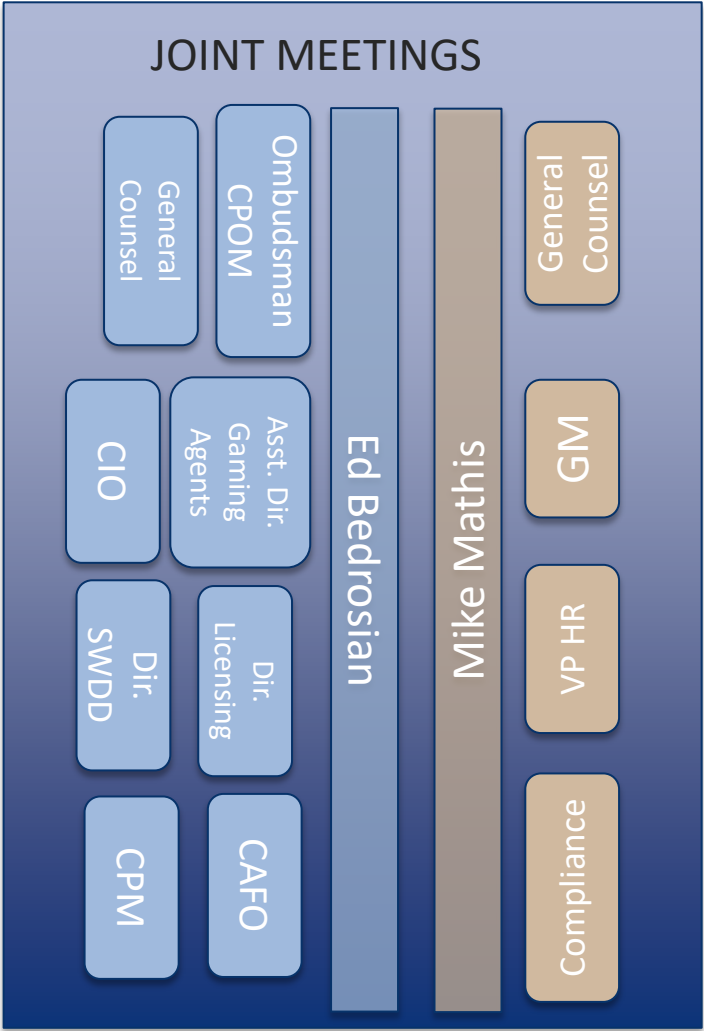 JOINT MEETINGS
General
Counsel
Ombudsman
CPOM
CIO
Asst. Dir.
Gaming
Agents
Dir.
SWDD
Dir.
Licensing
CPM
CAFO
Ed Bedrosian
Mike Mathis
General
Counsel
GM
VP HR
Compliance